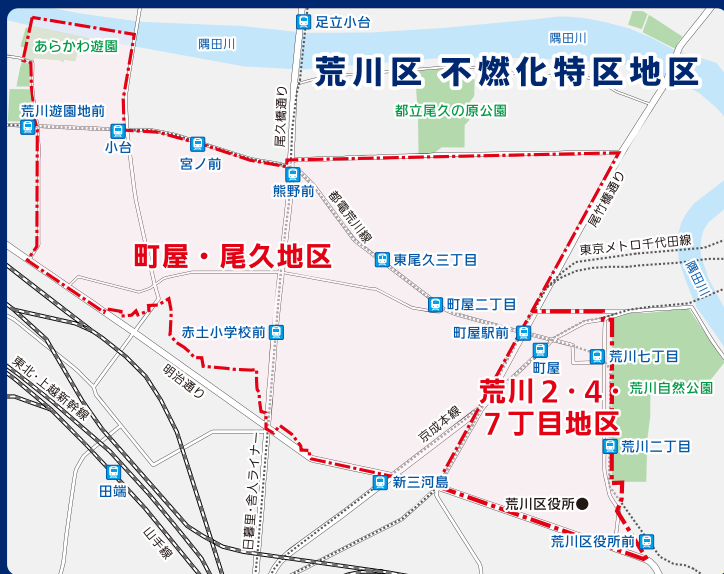 足立小台
隅田川
隅田川
あらかわ遊園
荒川区 不燃化特区地区
尾久橋通り
都立尾久の原公園
荒川遊園地前
小台
宮ノ前
熊野前
都電荒川線
尾竹橋通り
東京メトロ千代田線
隅田川
町屋・尾久地区
東尾久三丁目
町屋二丁目
赤土小学校前
町屋駅前
町屋
荒川七丁目
荒川自然公園
荒川2・4・
7丁目地区
明治通り
東北・上越新幹線
京成本線
荒川二丁目
日暮里・舎人ライナー
田端
新三河島
荒川区役所
荒川区役所前
山手線